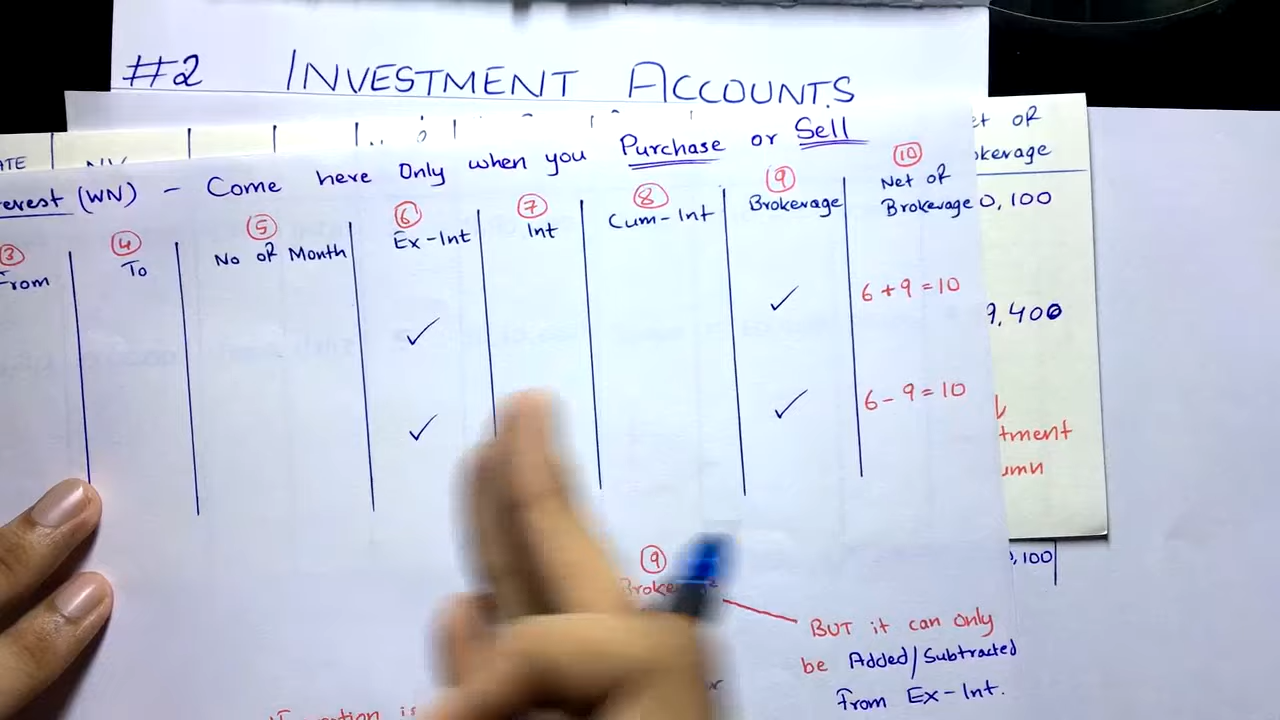 #2 INVESTMENT ACCOUNTS
ATE NV et of
kerage
erest (WN) - Come here Only when you Purchase or Sell
③ ④ ⑤ ⑥ ⑦ ⑧ ⑨ ⑩
From To No of Month Ex-Int Int Cum-Int Brokerage Net of Brokerage
0,100
✓ ✓ 6 + 9 = 10
9,400
✓ ✓ 6 - 9 = 10
tment
umn
⑨
,100
BUT it can only
be Added/Subtracted
from Ex-Int.